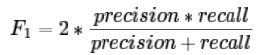 F₁ = 2 * precision * recall / precision + recall